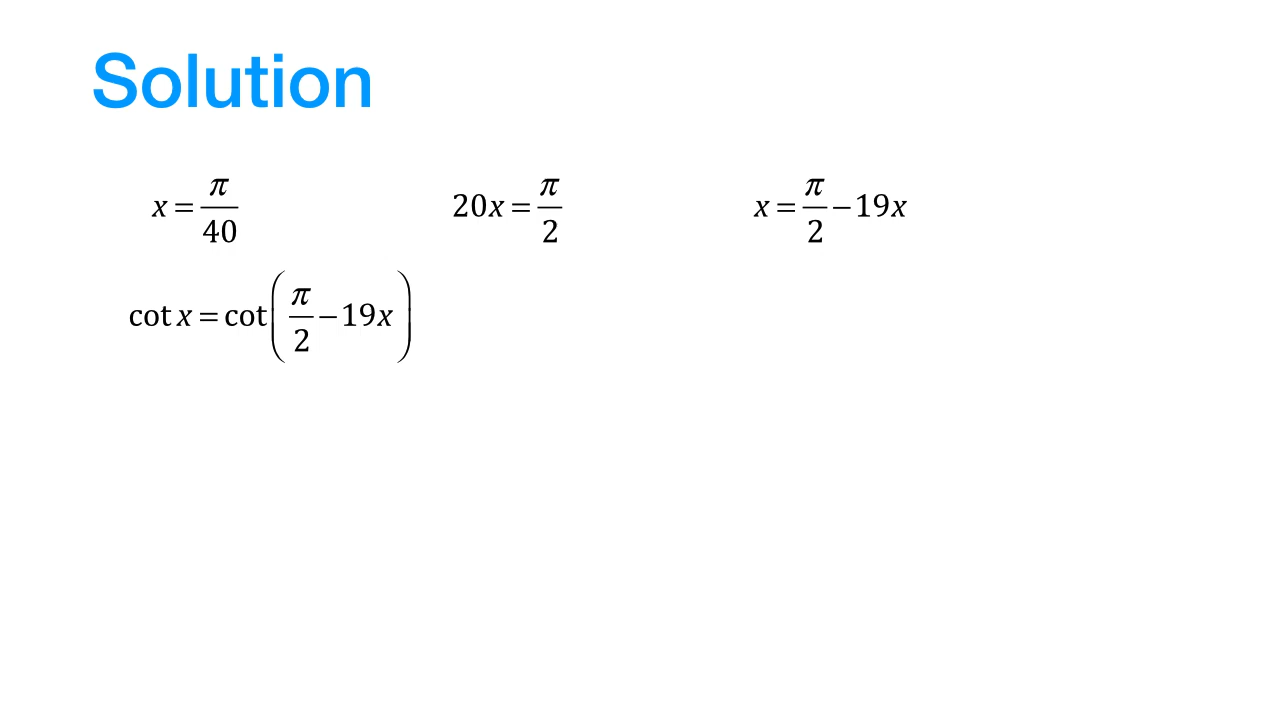 Solution
x = π/40    20x = π/2    x = π/2 − 19x
cot x = cot(π/2 − 19x)